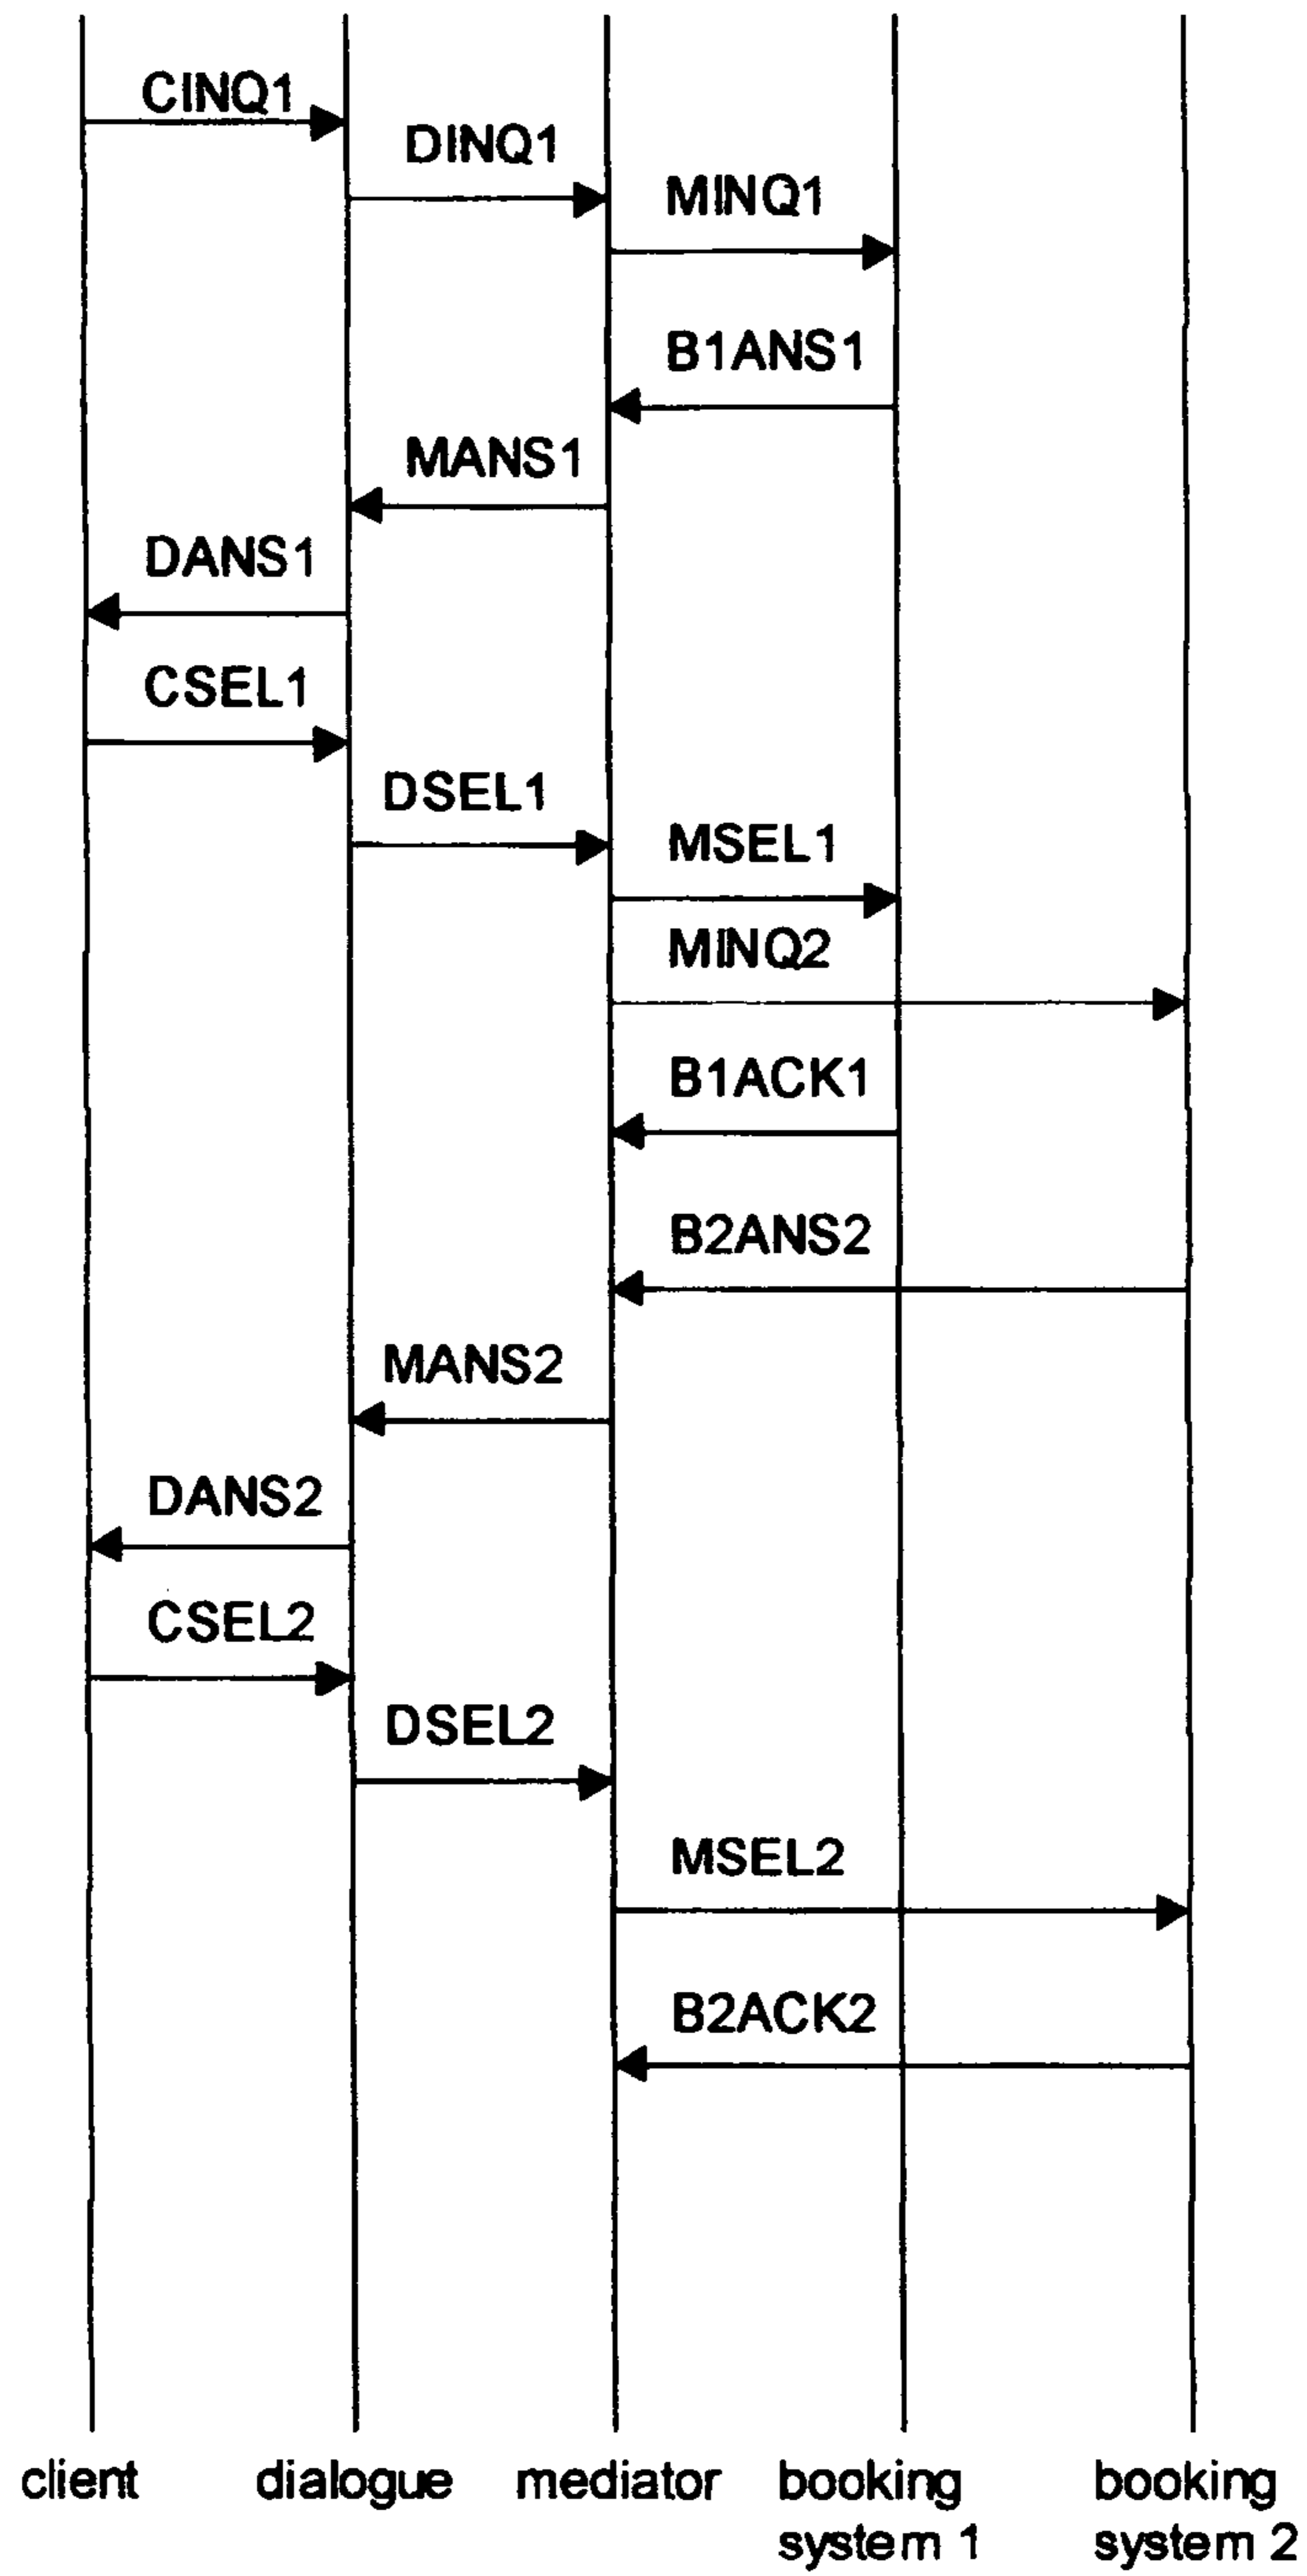 CINQ1
DINQ1
MINQ1
B1ANS1
MANS1
DANS1
CSEL1
DSEL1
MSEL1
MINQ2
B1ACK1
B2ANS2
MANS2
DANS2
CSEL2
DSEL2
MSEL2
B2ACK2
client dialogue mediator booking booking
system 1 system 2